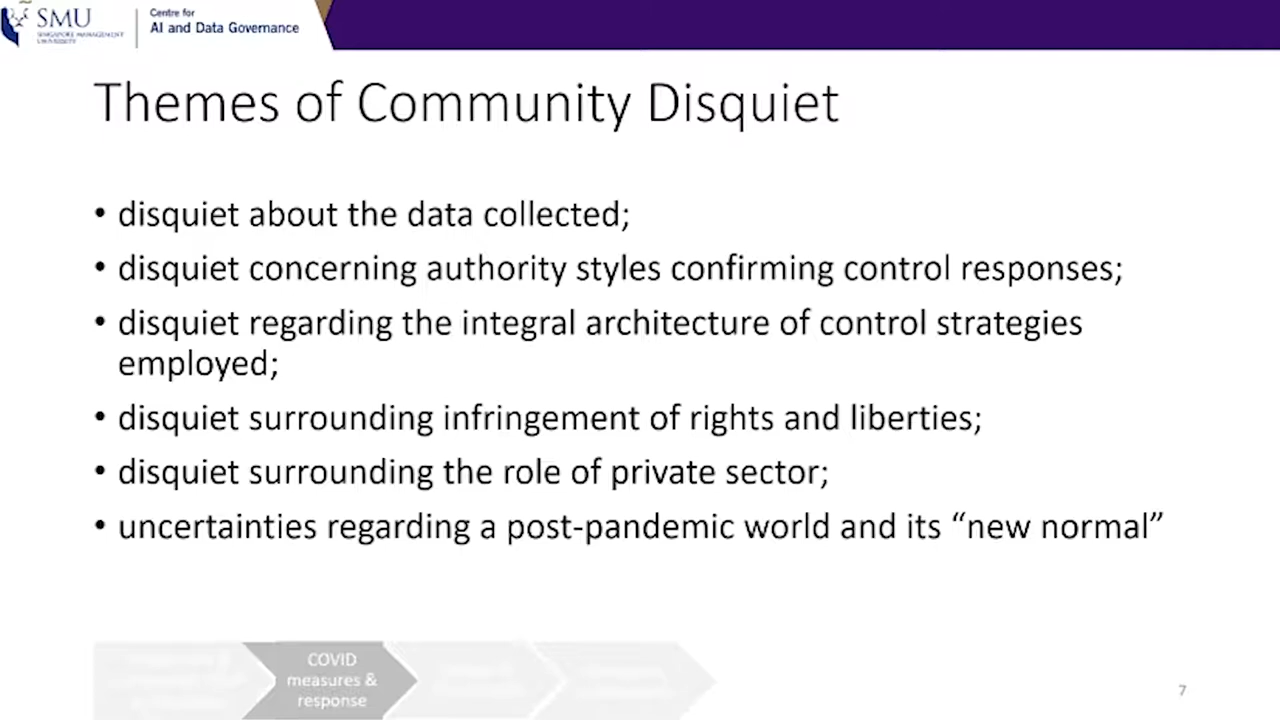 SMU
SINGAPORE MANAGEMENT
UNIVERSITY
Centre for
AI and Data Governance
Themes of Community Disquiet
• disquiet about the data collected;
• disquiet concerning authority styles confirming control responses;
• disquiet regarding the integral architecture of control strategies
employed;
• disquiet surrounding infringement of rights and liberties;
• disquiet surrounding the role of private sector;
• uncertainties regarding a post-pandemic world and its “new normal”
COVID
measures &
response
7